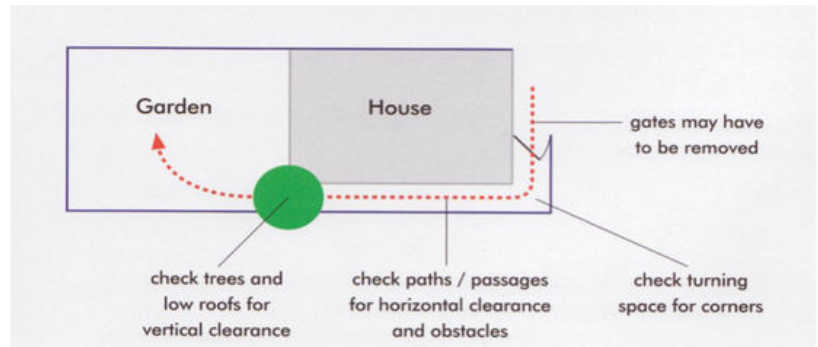 Garden
House
gates may have
to be removed
check trees and
low roofs for
vertical clearance
check paths / passages
for horizontal clearance
and obstacles
check turning
space for corners